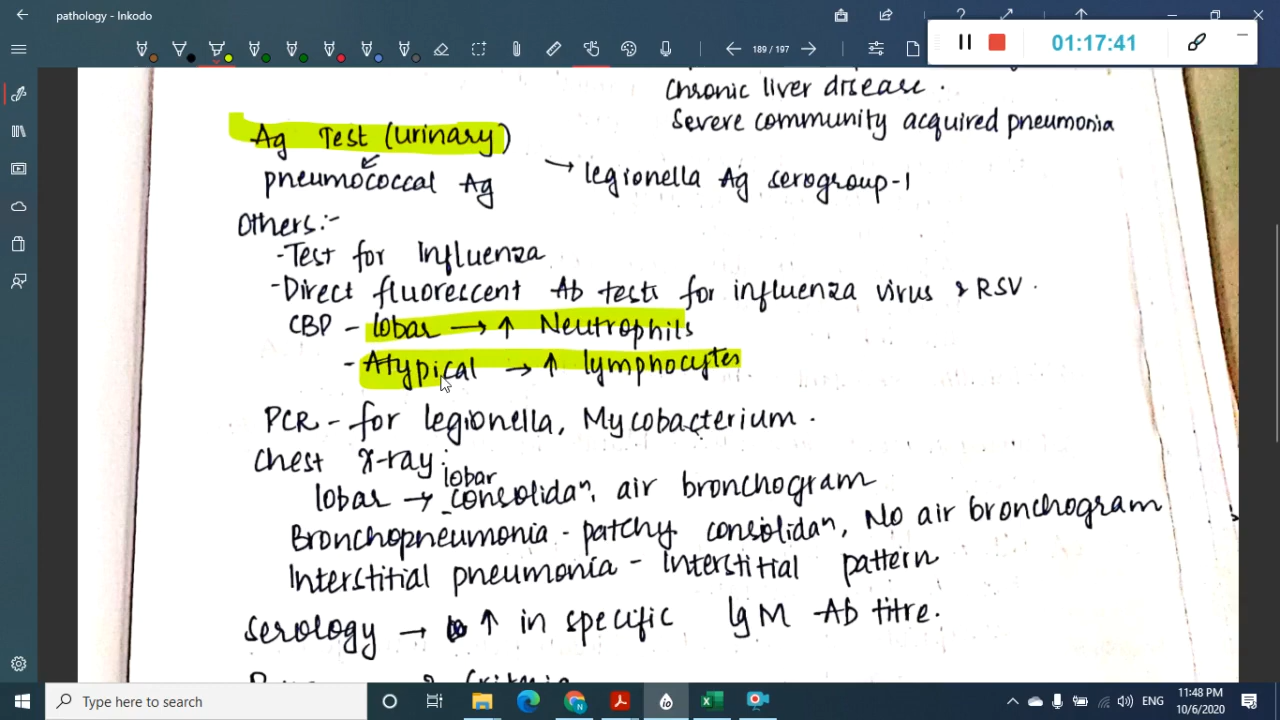 pathology - Inkodo
189 / 197
01:17:41
Chronic liver disease .
Severe community acquired pneumonia
Ag Test (urinary)
pneumococcal Ag → legionella Ag serogroup-1
Others:-
-Test for Influenza
-Direct fluorescent Ab tests for influenza virus & RSV .
CBP - lobar → ↑ Neutrophils
- Atypical → ↑ lymphocytes
PCR - for legionella, Mycobacterium .
Chest x-ray:
lobar
lobar → consolidaⁿ, air bronchogram
Bronchopneumonia - patchy consolidaⁿ, No air bronchogram
Interstitial pneumonia - Interstitial pattern
Serology → ↑ in specific IgM Ab titre.
Type here to search
ENG
11:48 PM
10/6/2020